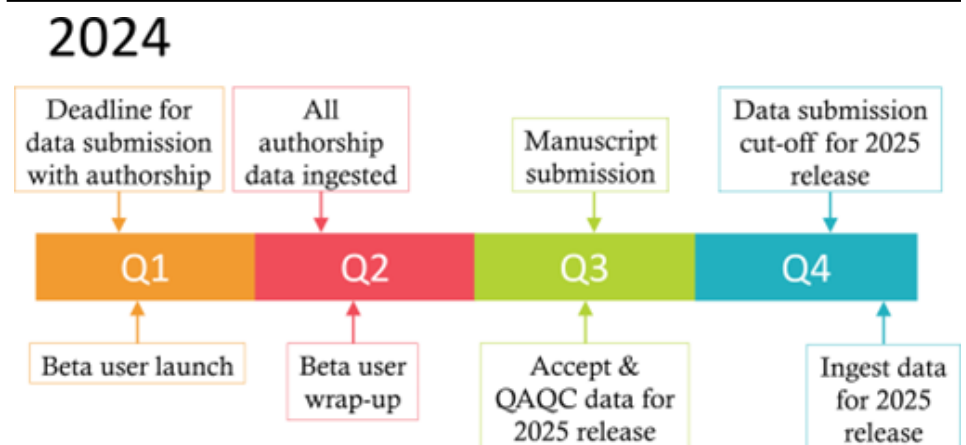 2024
Deadline for
data submission
with authorship
All
authorship
data ingested
Manuscript
submission
Data submission
cut-off for 2025
release
Q1
Q2
Q3
Q4
Beta user launch
Beta user
wrap-up
Accept &
QAQC data for
2025 release
Ingest data
for 2025
release